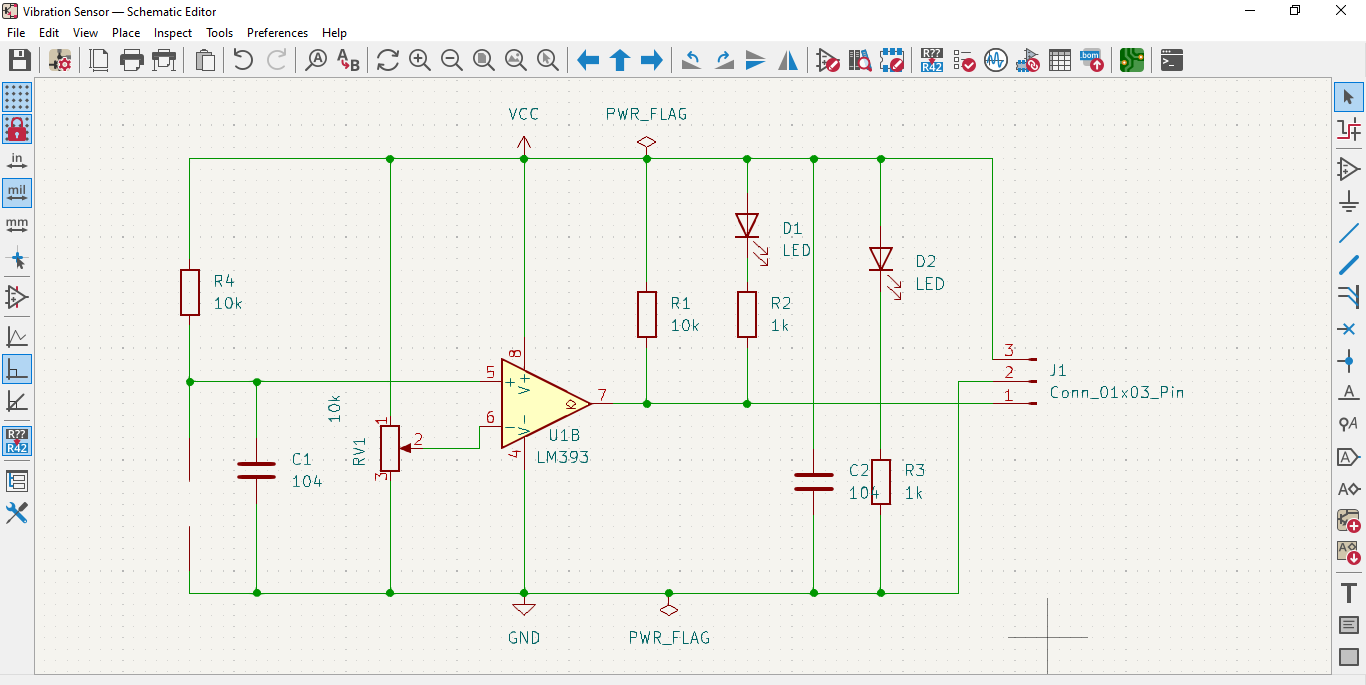 Vibration Sensor — Schematic Editor
File Edit View Place Inspect Tools Preferences Help
A
A B
R??
R42
bom
in
mil
mm
R??
R42
A
A
A
A
A
T
VCC
PWR_FLAG
D1
LED
D2
LED
R4
10k
R1
10k
R2
1k
8
3
2
1
J1
Conn_01x03_Pin
5
+
V+
7
6
−
V-
4
U1B
LM393
10k
RV1
1
2
3
C1
104
C2
104
R3
1k
GND
PWR_FLAG